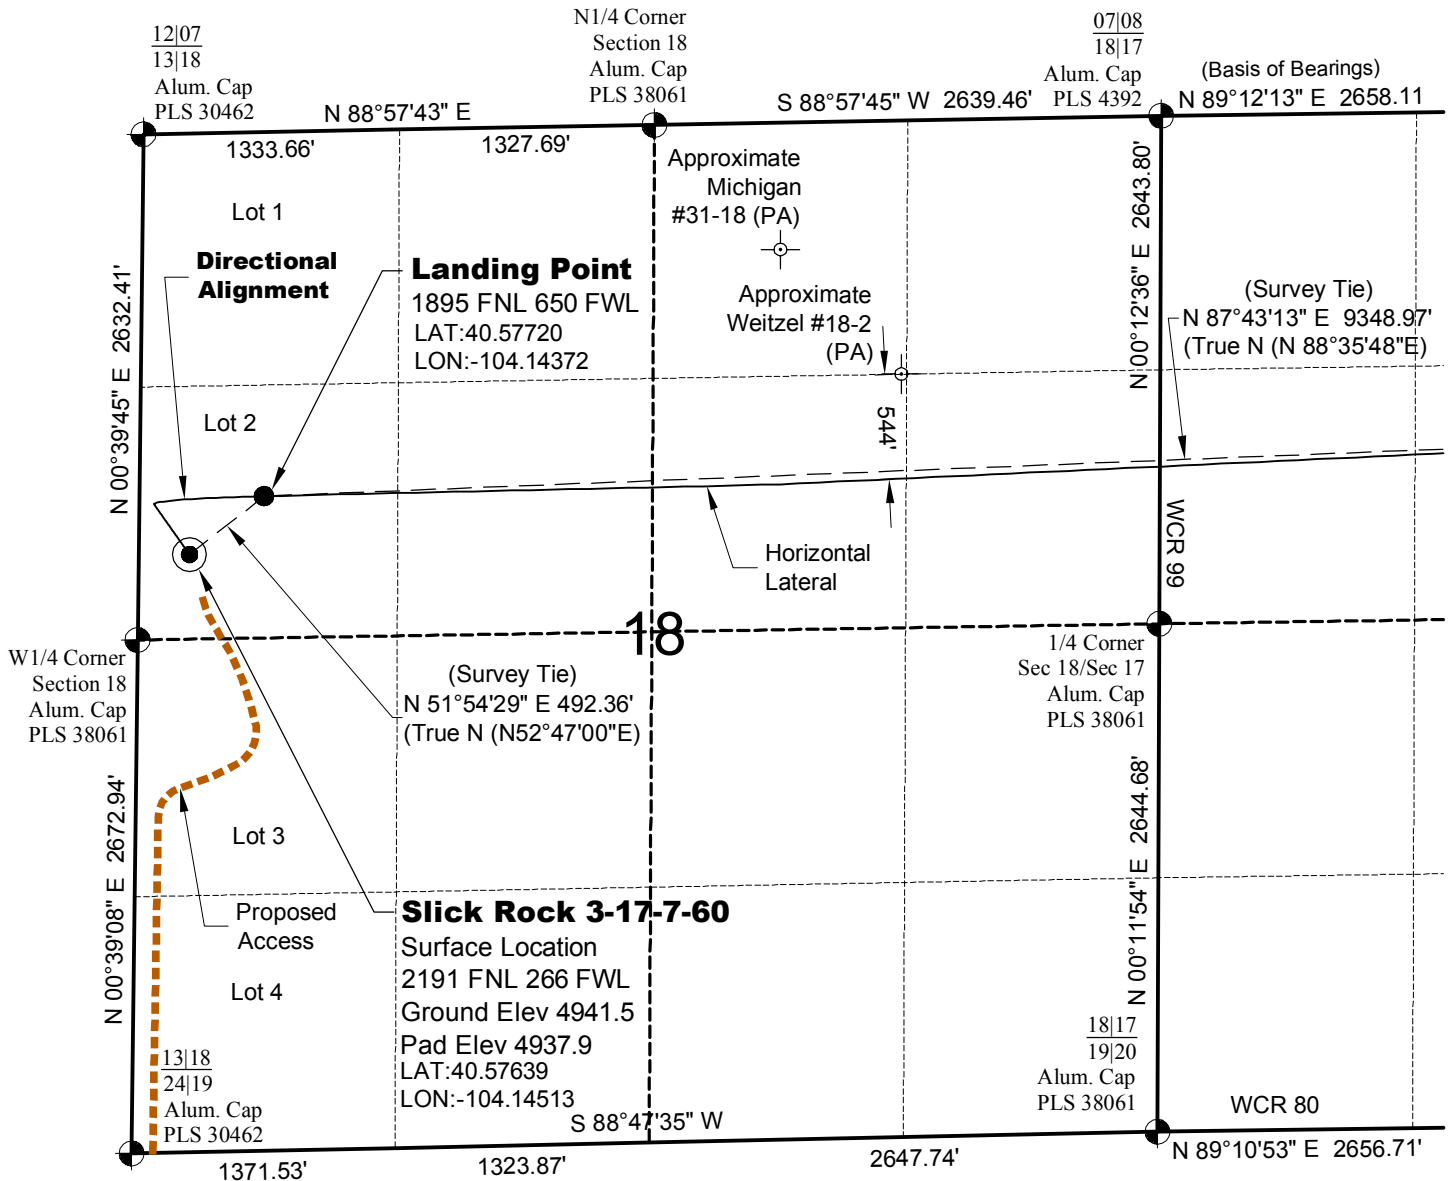 12|07
13|18
Alum. Cap
PLS 30462
N 88°57'43" E
1333.66'
1327.69'
N1/4 Corner
Section 18
Alum. Cap
PLS 38061
S 88°57'45" W 2639.46'
07|08
18|17
Alum. Cap
PLS 4392
(Basis of Bearings)
N 89°12'13" E 2658.11
Lot 1
Directional
Alignment
Landing Point
1895 FNL 650 FWL
LAT:40.57720
LON:-104.14372
Approximate
Michigan
#31-18 (PA)
Approximate
Weitzel #18-2
(PA)
544'
N 00°12'36" E 2643.80'
(Survey Tie)
N 87°43'13" E 9348.97'
(True N (N 88°35'48"E)
N 00°39'45" E 2632.41'
Lot 2
Horizontal
Lateral
WCR 99
18
W1/4 Corner
Section 18
Alum. Cap
PLS 38061
(Survey Tie)
N 51°54'29" E 492.36'
(True N (N52°47'00"E)
1/4 Corner
Sec 18/Sec 17
Alum. Cap
PLS 38061
N 00°39'08" E 2672.94'
Lot 3
Proposed
Access
Lot 4
Slick Rock 3-17-7-60
Surface Location
2191 FNL 266 FWL
Ground Elev 4941.5
Pad Elev 4937.9
LAT:40.57639
LON:-104.14513
N 00°11'54" E 2644.68'
13|18
24|19
Alum. Cap
PLS 30462
S 88°47'35" W
18|17
19|20
Alum. Cap
PLS 38061
WCR 80
1371.53'
1323.87'
2647.74'
N 89°10'53" E 2656.71'